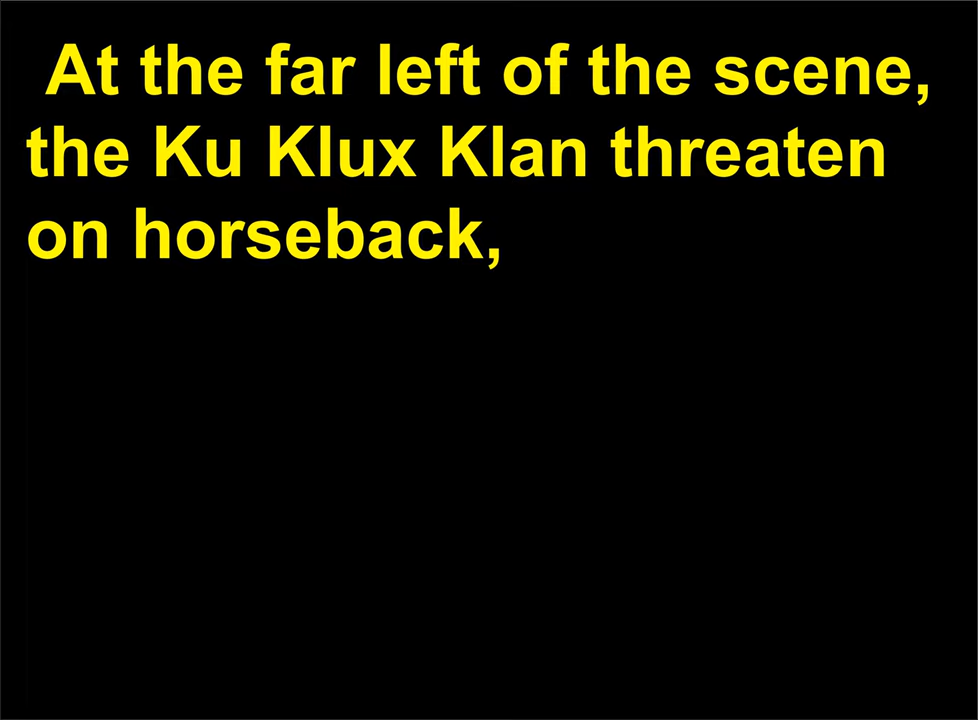 At the far left of the scene,
the Ku Klux Klan threaten
on horseback,